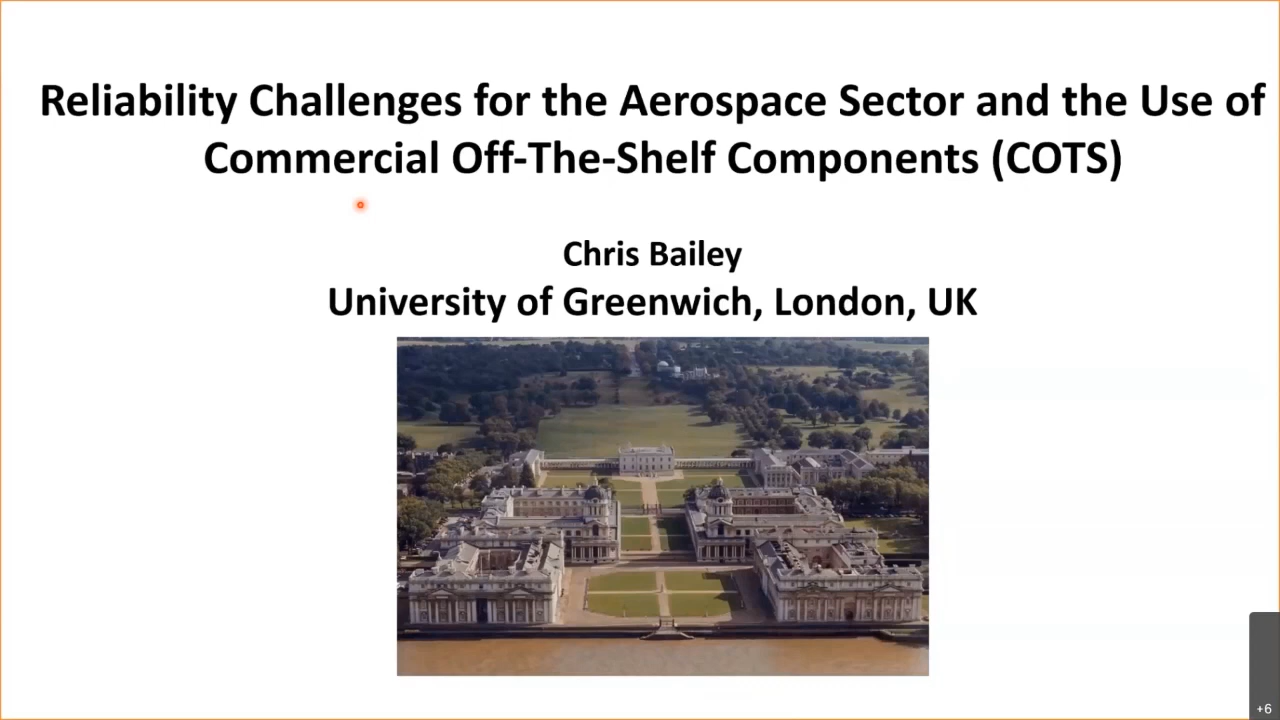 Reliability Challenges for the Aerospace Sector and the Use of
Commercial Off-The-Shelf Components (COTS)
Chris Bailey
University of Greenwich, London, UK
+6